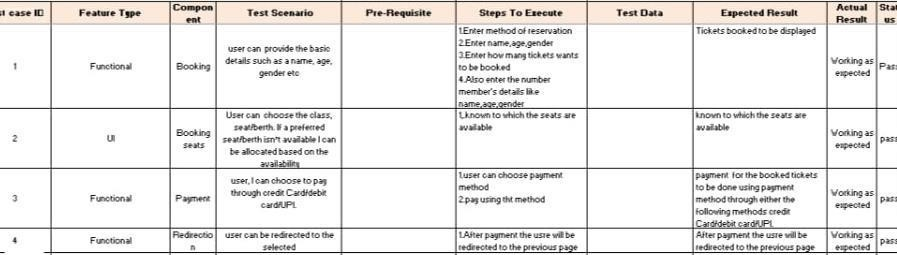 st case ID Feature Type Compon ent Test Scenario Pre-Requisite Steps To Execute Test Data Expected Result Actual Result Stat us
1 Functional Booking
user can provide the basic
details such as a name, age,
gender etc
1.Enter method of reservation
2.Enter name,age,gender
3.Enter how many tickets wants
to be booked
4.Also enter the number
member's details like
name,age,gender
Tickets booked to be displayed
Working as
expected
Pass
2 UI
Booking
seats
User can choose the class,
seat/berth. If a preferred
seat/berth isn't available I can
be allocated based on the
availability
1.known to which the seats are
available
known to which the seats are
available
Working as
expected
pass
3 Functional Payment
user, I can choose to pay
through credit Card/debit
card/UPI.
1.user can choose payment
method
2.pay using tht method
payment for the booked tickets
to be done using payment
method through either the
following methods credit
Card/debit card/UPI.
Working as
expected
pass
4 Functional
Redirectio
n
user can be redirected to the
selected
1.After payment the usre will be
redirected to the previous page
After payment the usre will be
redirected to the previous page
Working as
expected
pass